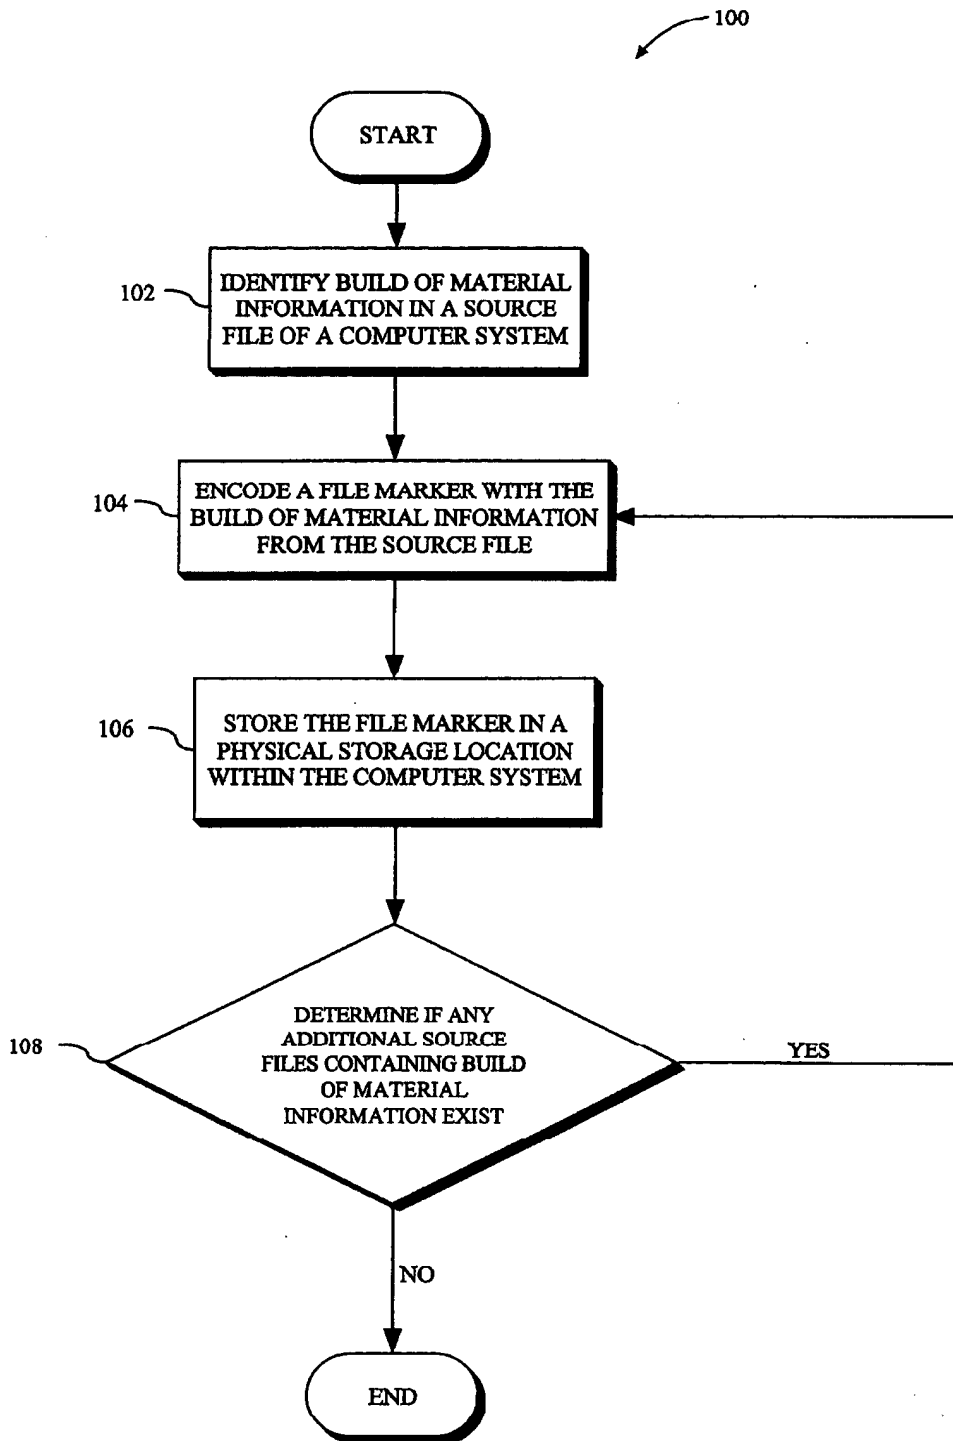 100
START
102
IDENTIFY BUILD OF MATERIAL
INFORMATION IN A SOURCE
FILE OF A COMPUTER SYSTEM
104
ENCODE A FILE MARKER WITH THE
BUILD OF MATERIAL INFORMATION
FROM THE SOURCE FILE
106
STORE THE FILE MARKER IN A
PHYSICAL STORAGE LOCATION
WITHIN THE COMPUTER SYSTEM
108
DETERMINE IF ANY
ADDITIONAL SOURCE
FILES CONTAINING BUILD
OF MATERIAL
INFORMATION EXIST
YES
NO
END